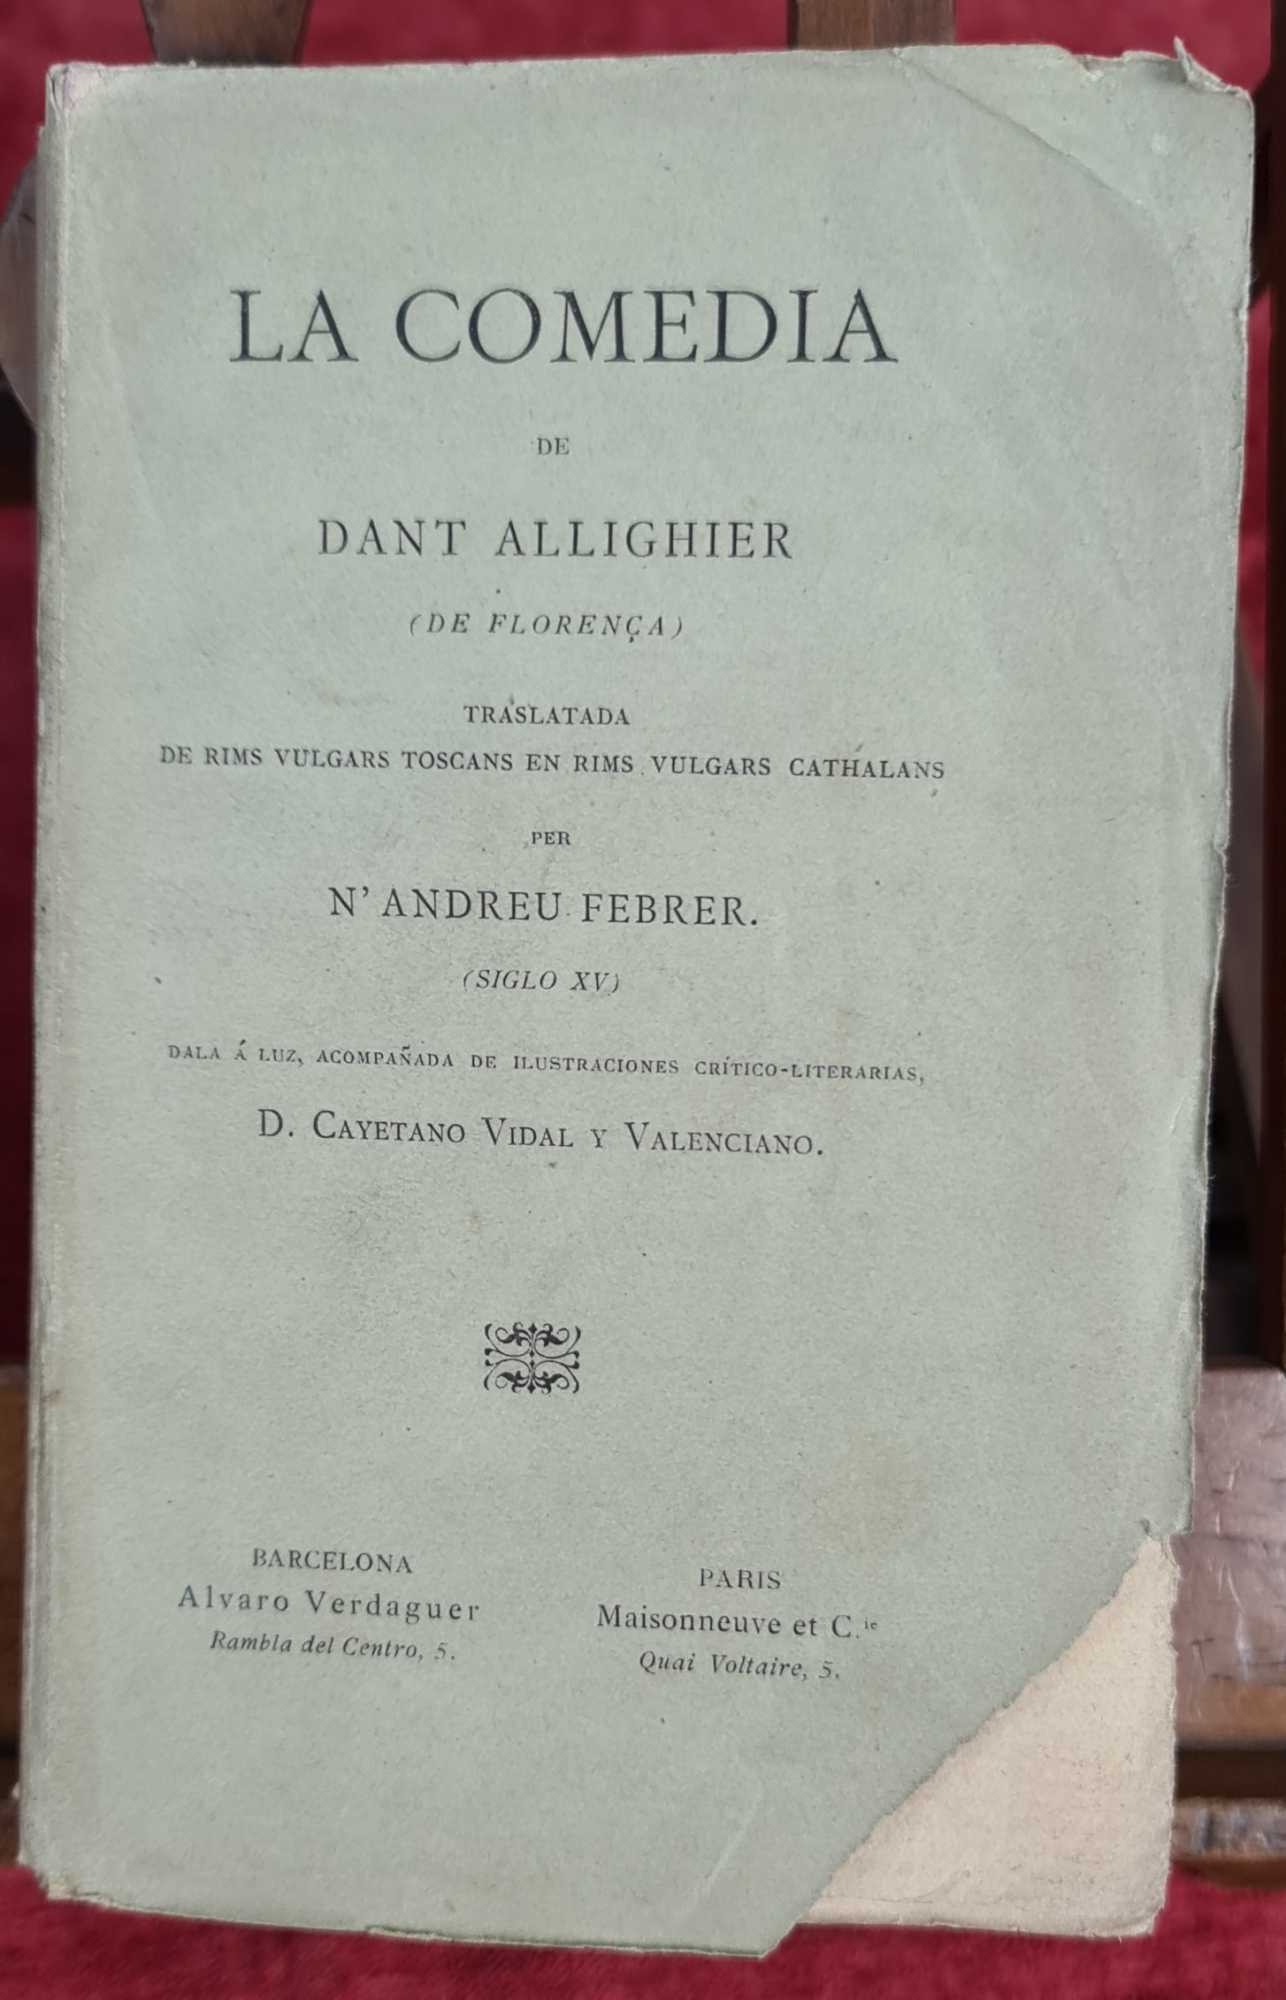 LA COMEDIA
DE
DANT ALLIGHIER
(DE FLORENÇA)
TRASLATADA
DE RIMS VULGARS TOSCANS EN RIMS VULGARS CATHALANS
PER
N' ANDREU FEBRER.
(SIGLO XV)
DALA Á LUZ, ACOMPAÑADA DE ILUSTRACIONES CRÍTICO-LITERARIAS,
D. CAYETANO VIDAL Y VALENCIANO.
BARCELONA
Alvaro Verdaguer
Rambla del Centro, 5.
PARIS
Maisonneuve et C.ie
Quai Voltaire, 5.